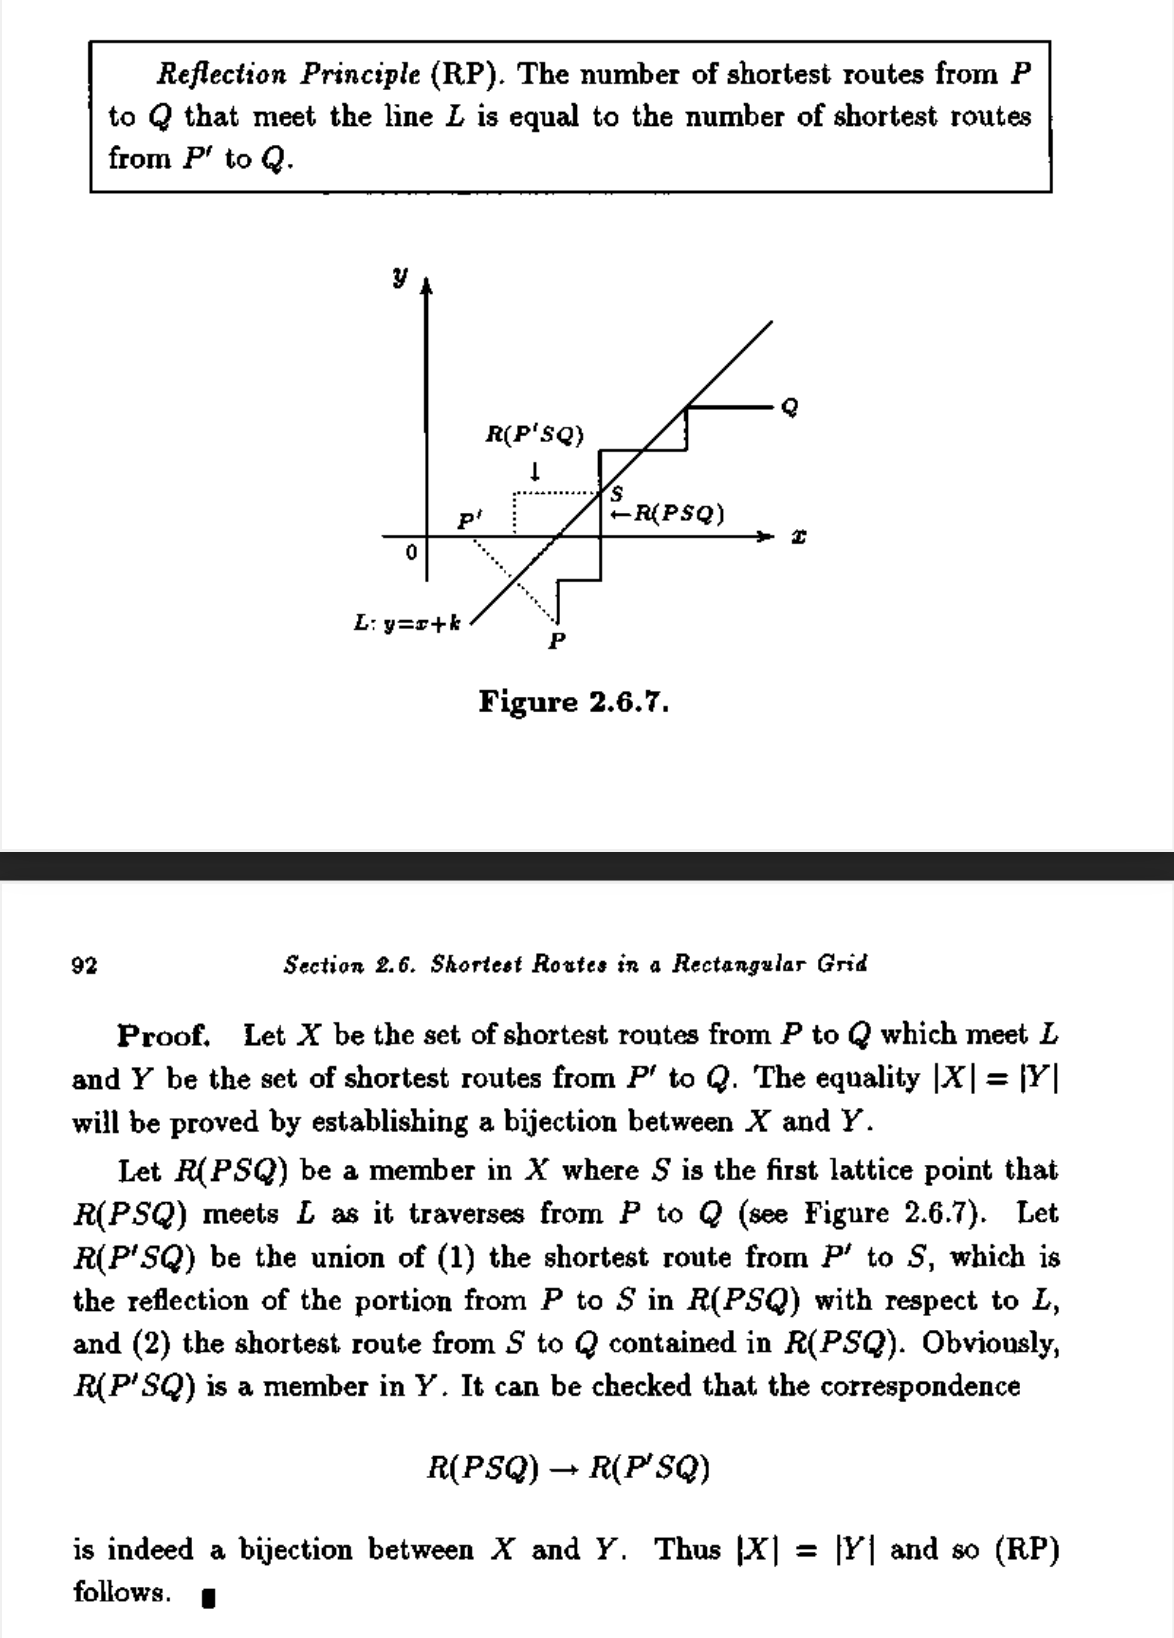 Reflection Principle (RP). The number of shortest routes from P
to Q that meet the line L is equal to the number of shortest routes
from P′ to Q.
y
Q
R(P′SQ)
↓
S
P′
←R(PSQ)
0
x
L: y=x+k
P
Figure 2.6.7.
92
Section 2.6. Shortest Routes in a Rectangular Grid
Proof. Let X be the set of shortest routes from P to Q which meet L
and Y be the set of shortest routes from P′ to Q. The equality |X| = |Y|
will be proved by establishing a bijection between X and Y.
Let R(PSQ) be a member in X where S is the first lattice point that
R(PSQ) meets L as it traverses from P to Q (see Figure 2.6.7). Let
R(P′SQ) be the union of (1) the shortest route from P′ to S, which is
the reflection of the portion from P to S in R(PSQ) with respect to L,
and (2) the shortest route from S to Q contained in R(PSQ). Obviously,
R(P′SQ) is a member in Y. It can be checked that the correspondence
R(PSQ) → R(P′SQ)
is indeed a bijection between X and Y. Thus |X| = |Y| and so (RP)
follows. ∎